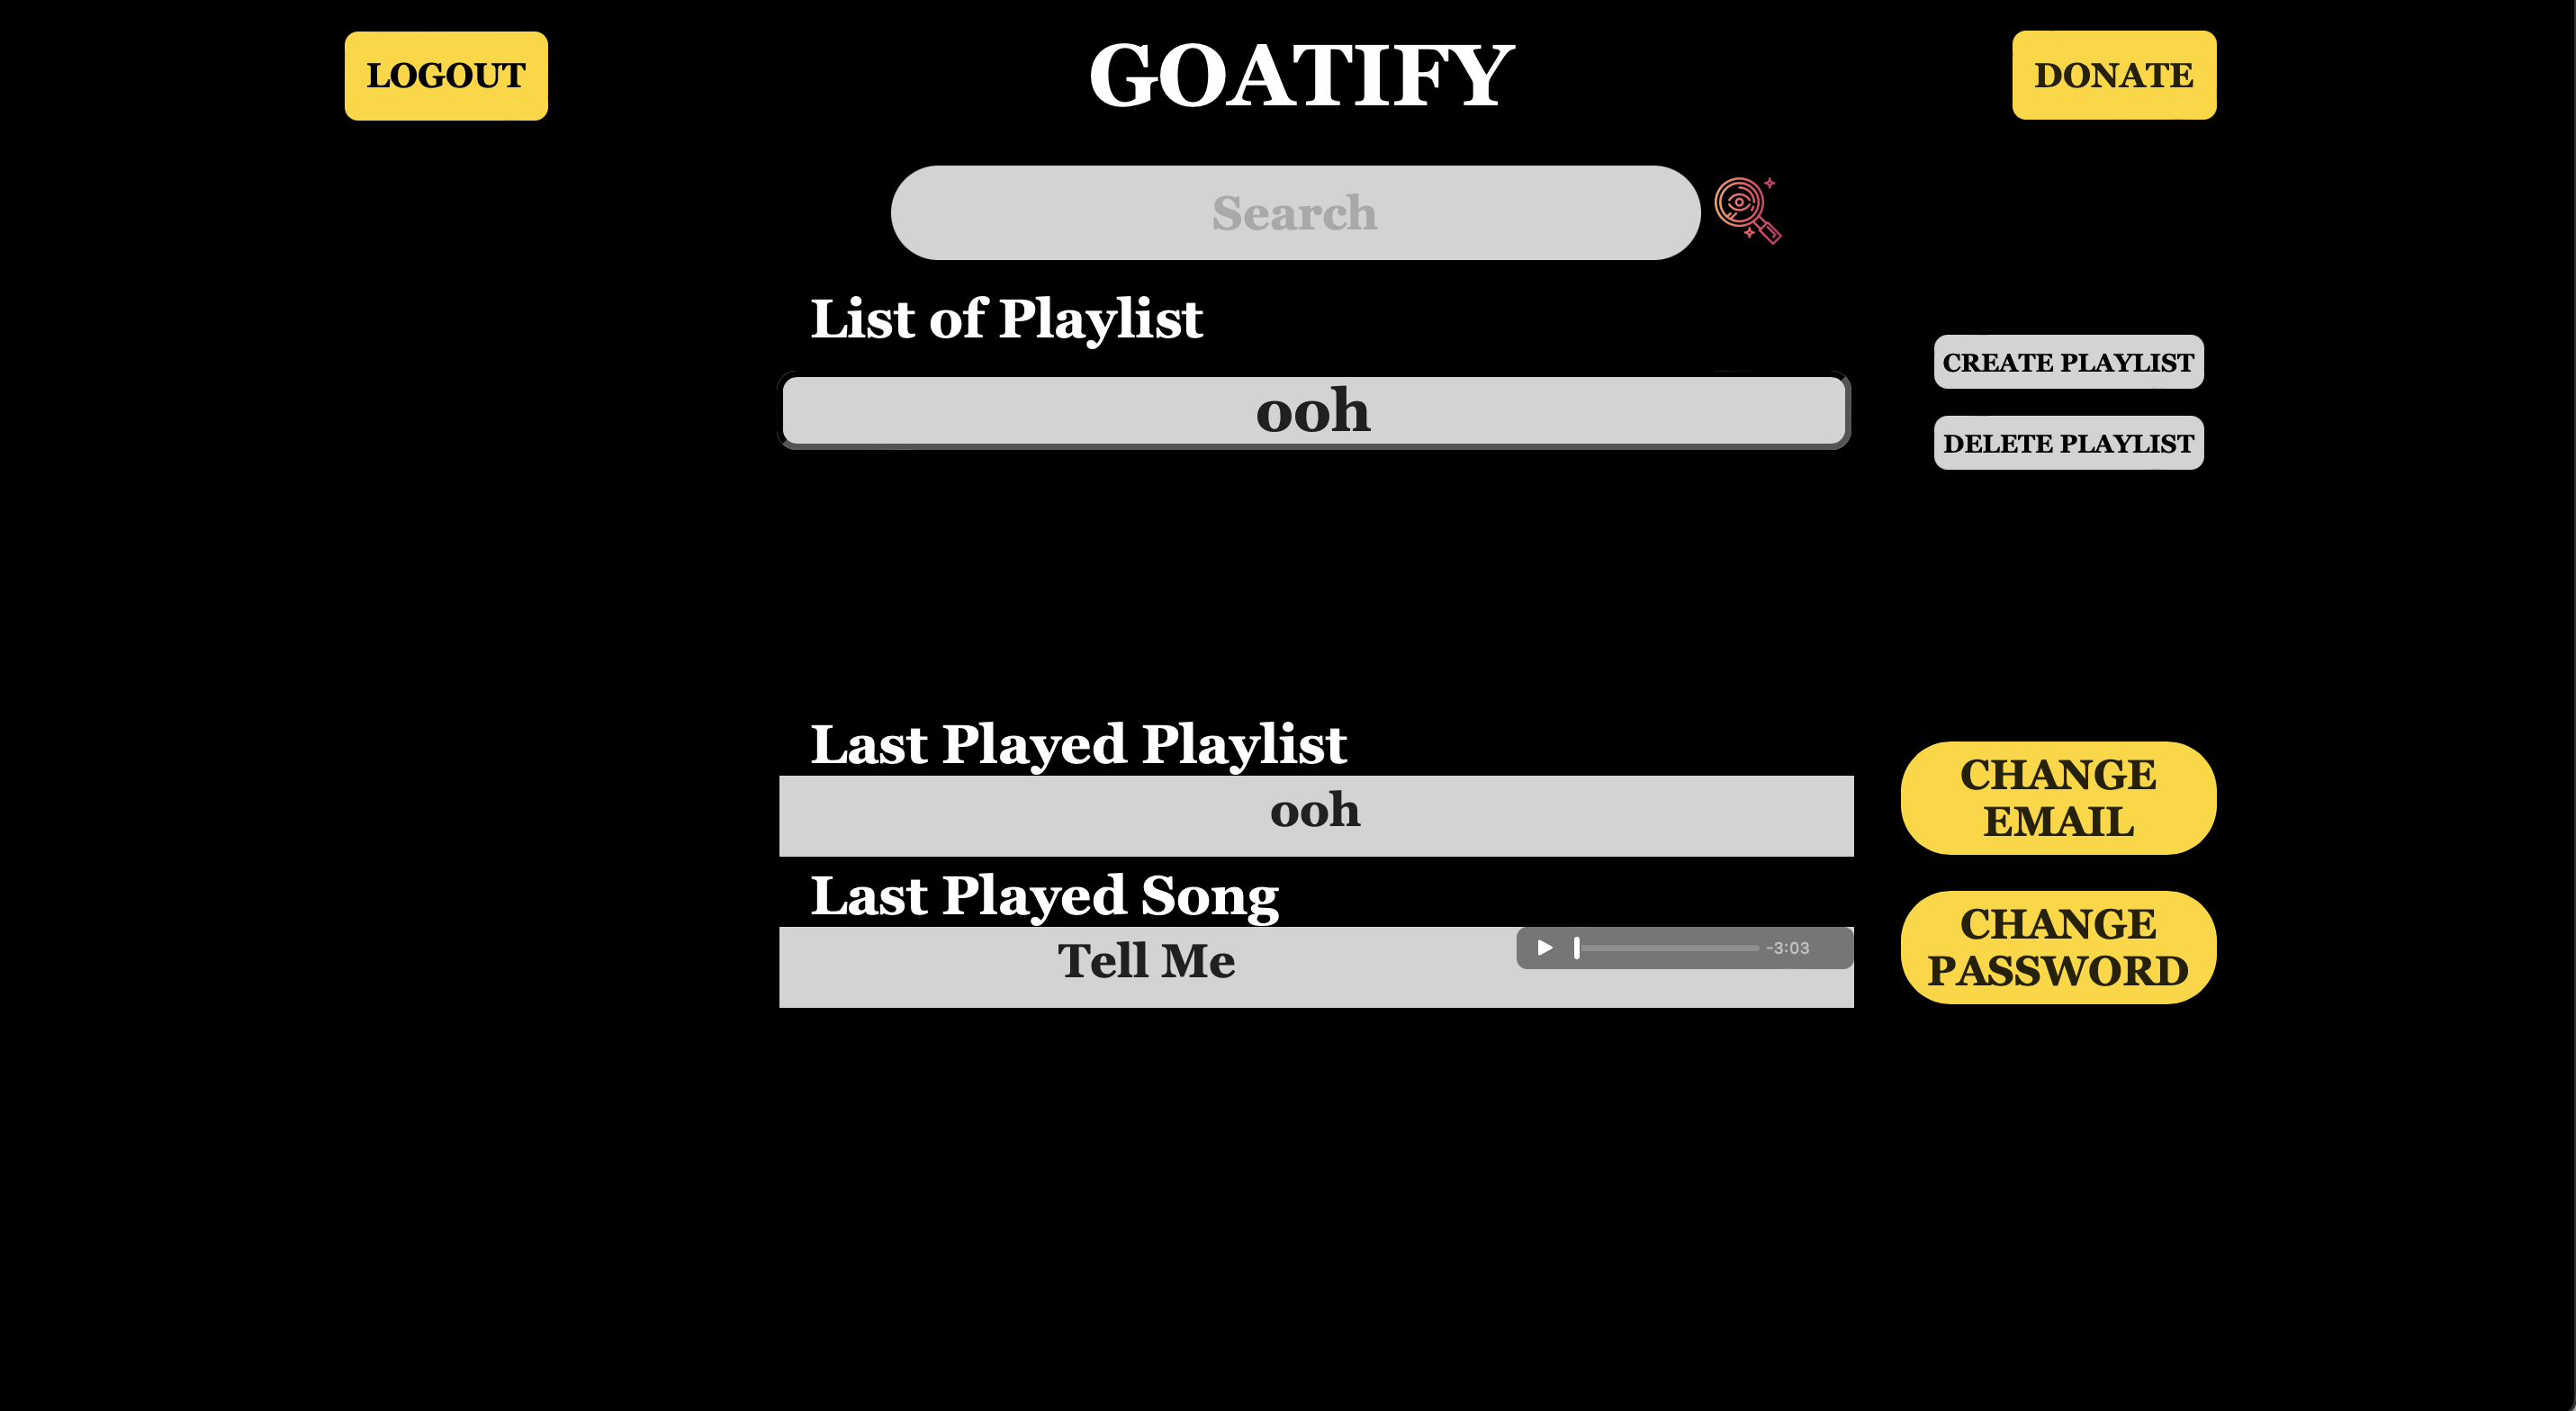 LOGOUT
GOATIFY
DONATE
Search
List of Playlist
ooh
CREATE PLAYLIST
DELETE PLAYLIST
Last Played Playlist
ooh
CHANGE
EMAIL
Last Played Song
Tell Me
-3:03
CHANGE
PASSWORD